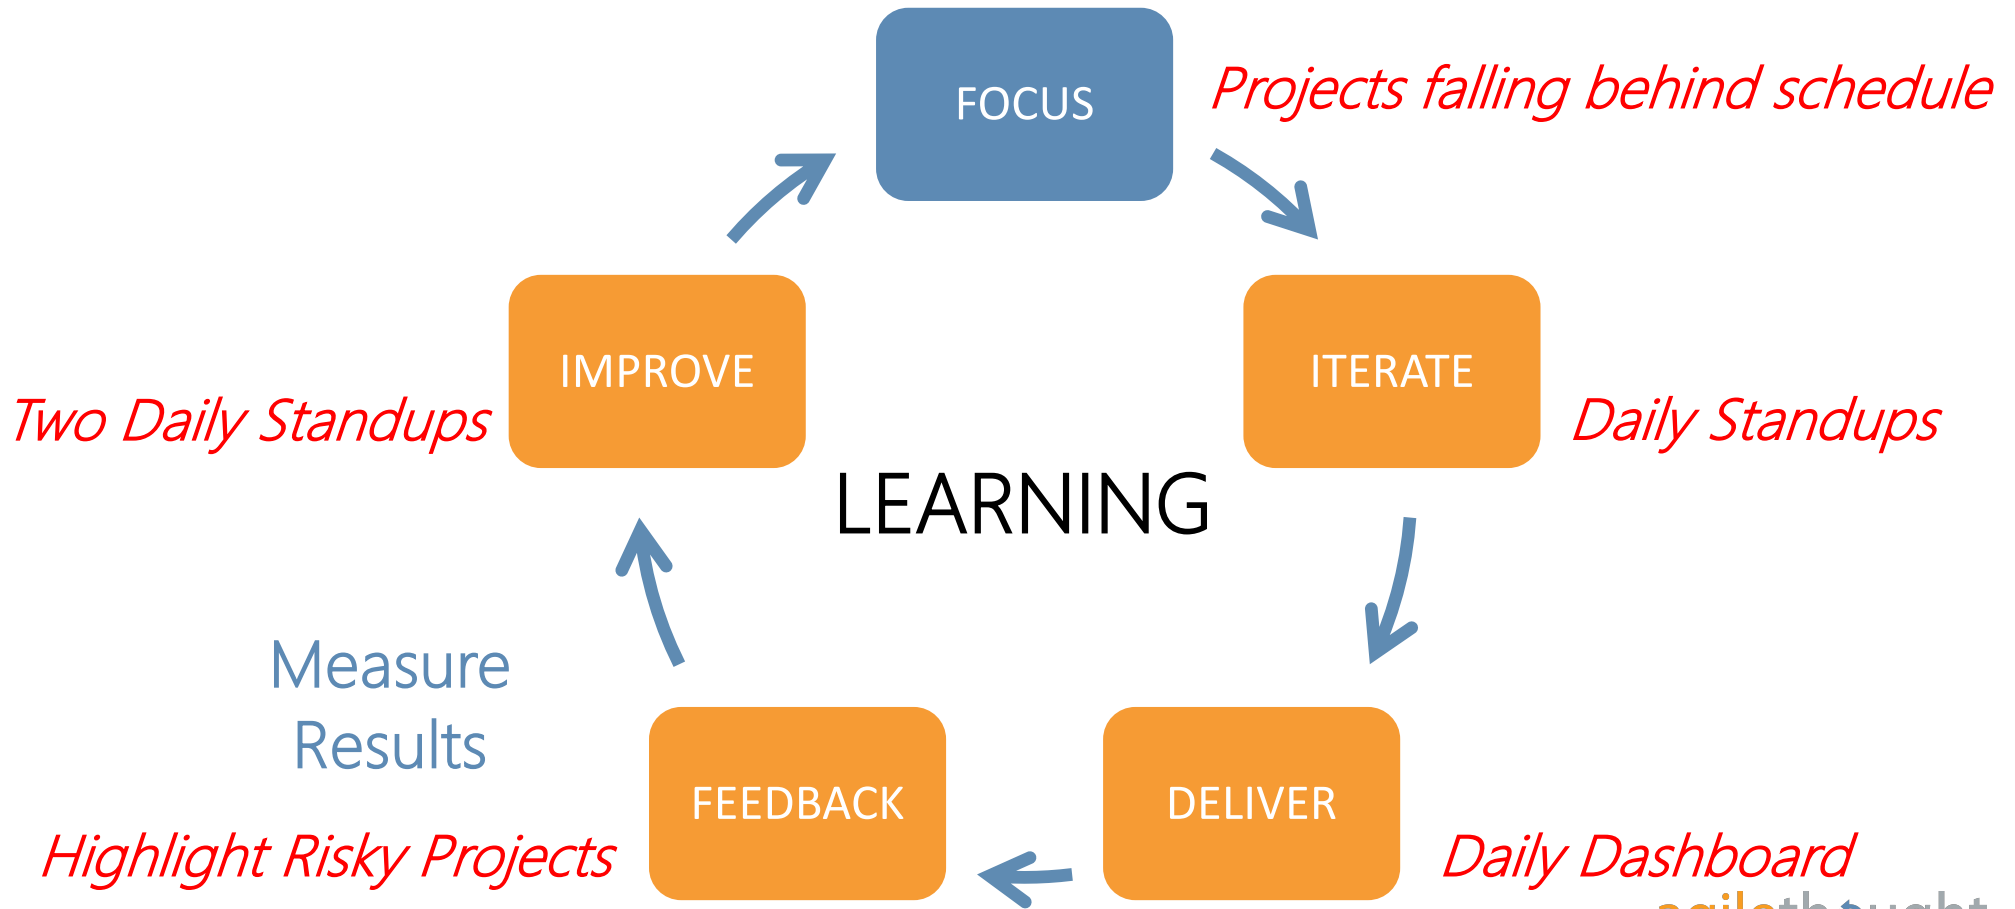 FOCUS
Projects falling behind schedule
IMPROVE
ITERATE
Two Daily Standups
Daily Standups
LEARNING
Measure
Results
FEEDBACK
DELIVER
Highlight Risky Projects
Daily Dashboard
agilethought